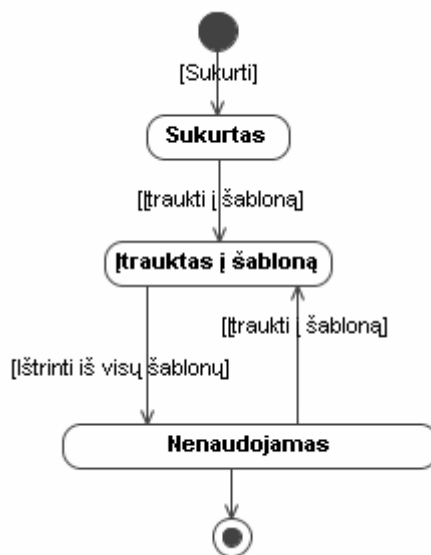 [Sukurti]
Sukurtas
[Įtraukti į šabloną]
Įtrauktas į šabloną
[Įtraukti į šabloną]
[Ištrinti iš visų šablonų]
Nenaudojamas